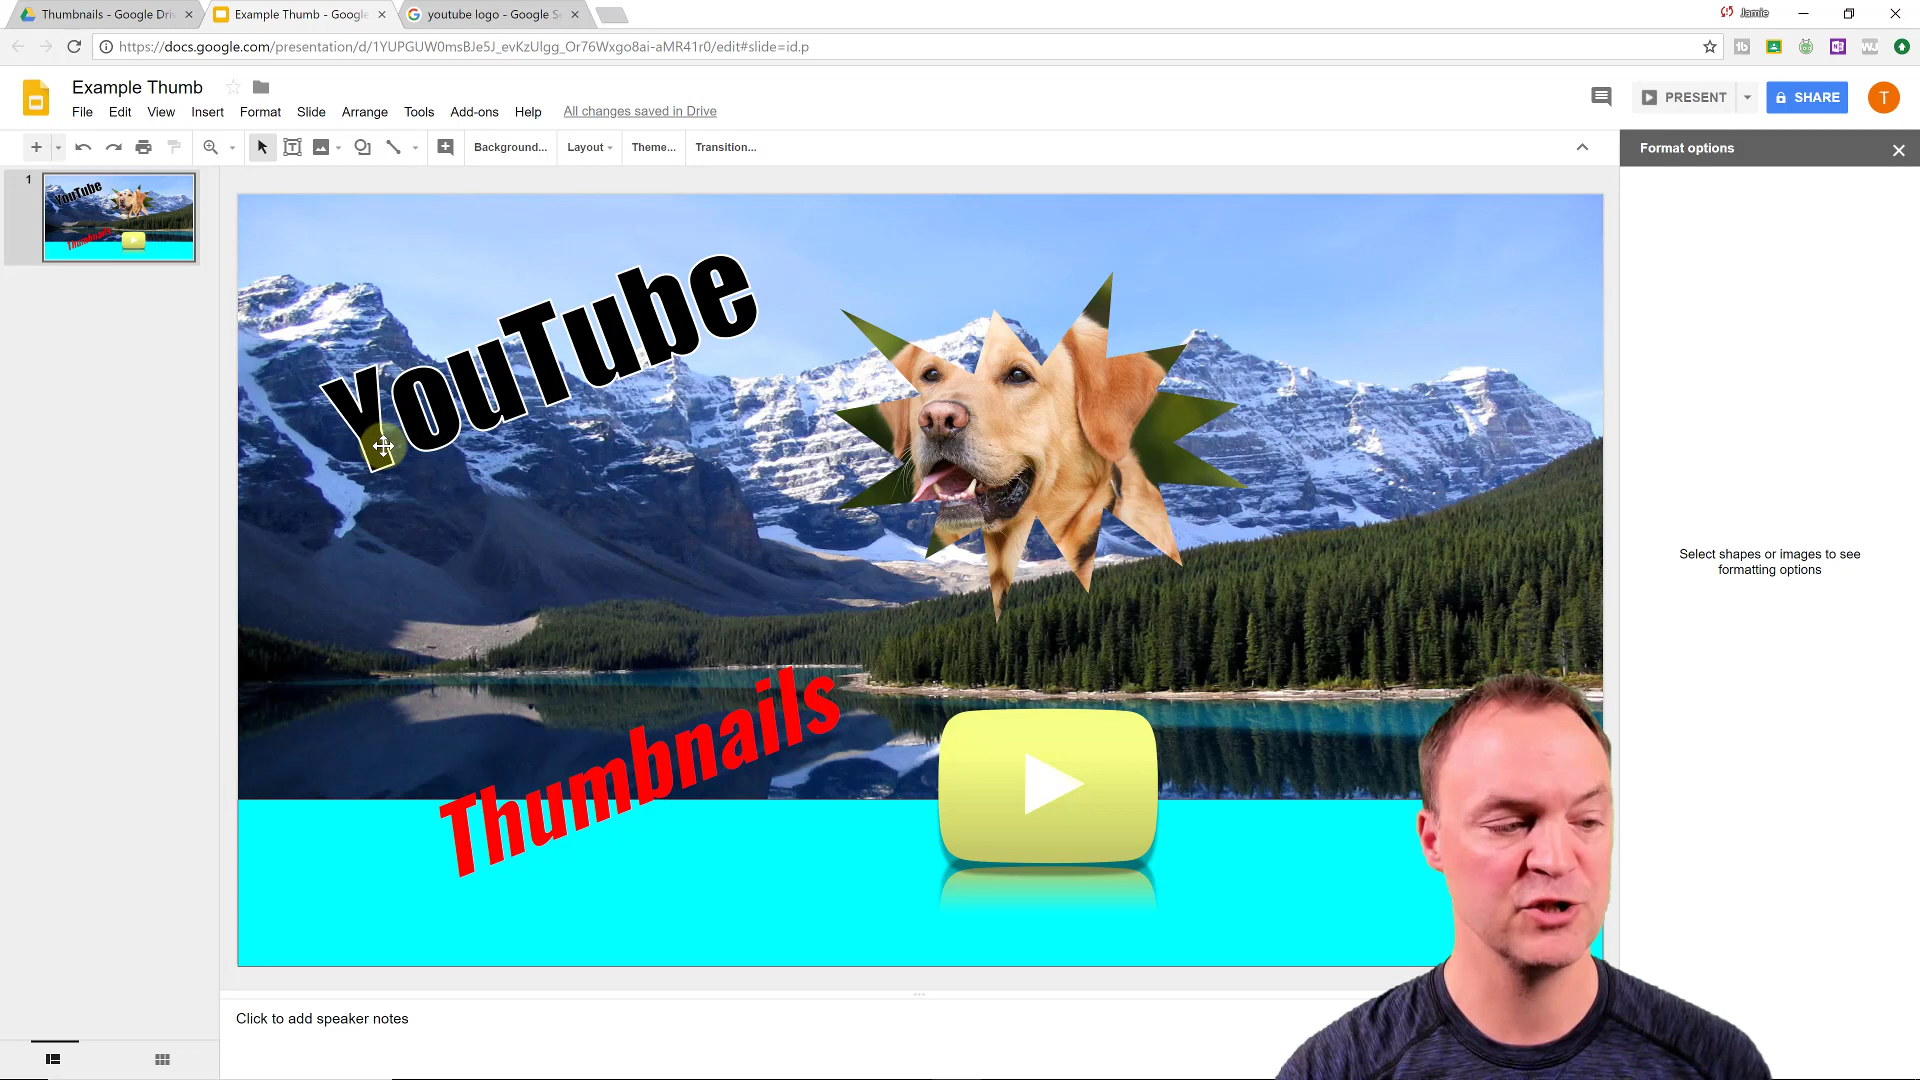 Thumbnails - Google Dri
Example Thumb - Google
youtube logo - Google S
Jamie
https://docs.google.com/presentation/d/1YUPGUW0msBJe5J_evKzUlgg_Or76Wxgo8ai-aMR41r0/edit#slide=id.p
Example Thumb
File Edit View Insert Format Slide Arrange Tools Add-ons Help All changes saved in Drive
PRESENT
SHARE
T
Background... Layout Theme... Transition...
Format options
1
YouTube
Thumbnails
YouTube
Thumbnails
Select shapes or images to see
formatting options
Click to add speaker notes